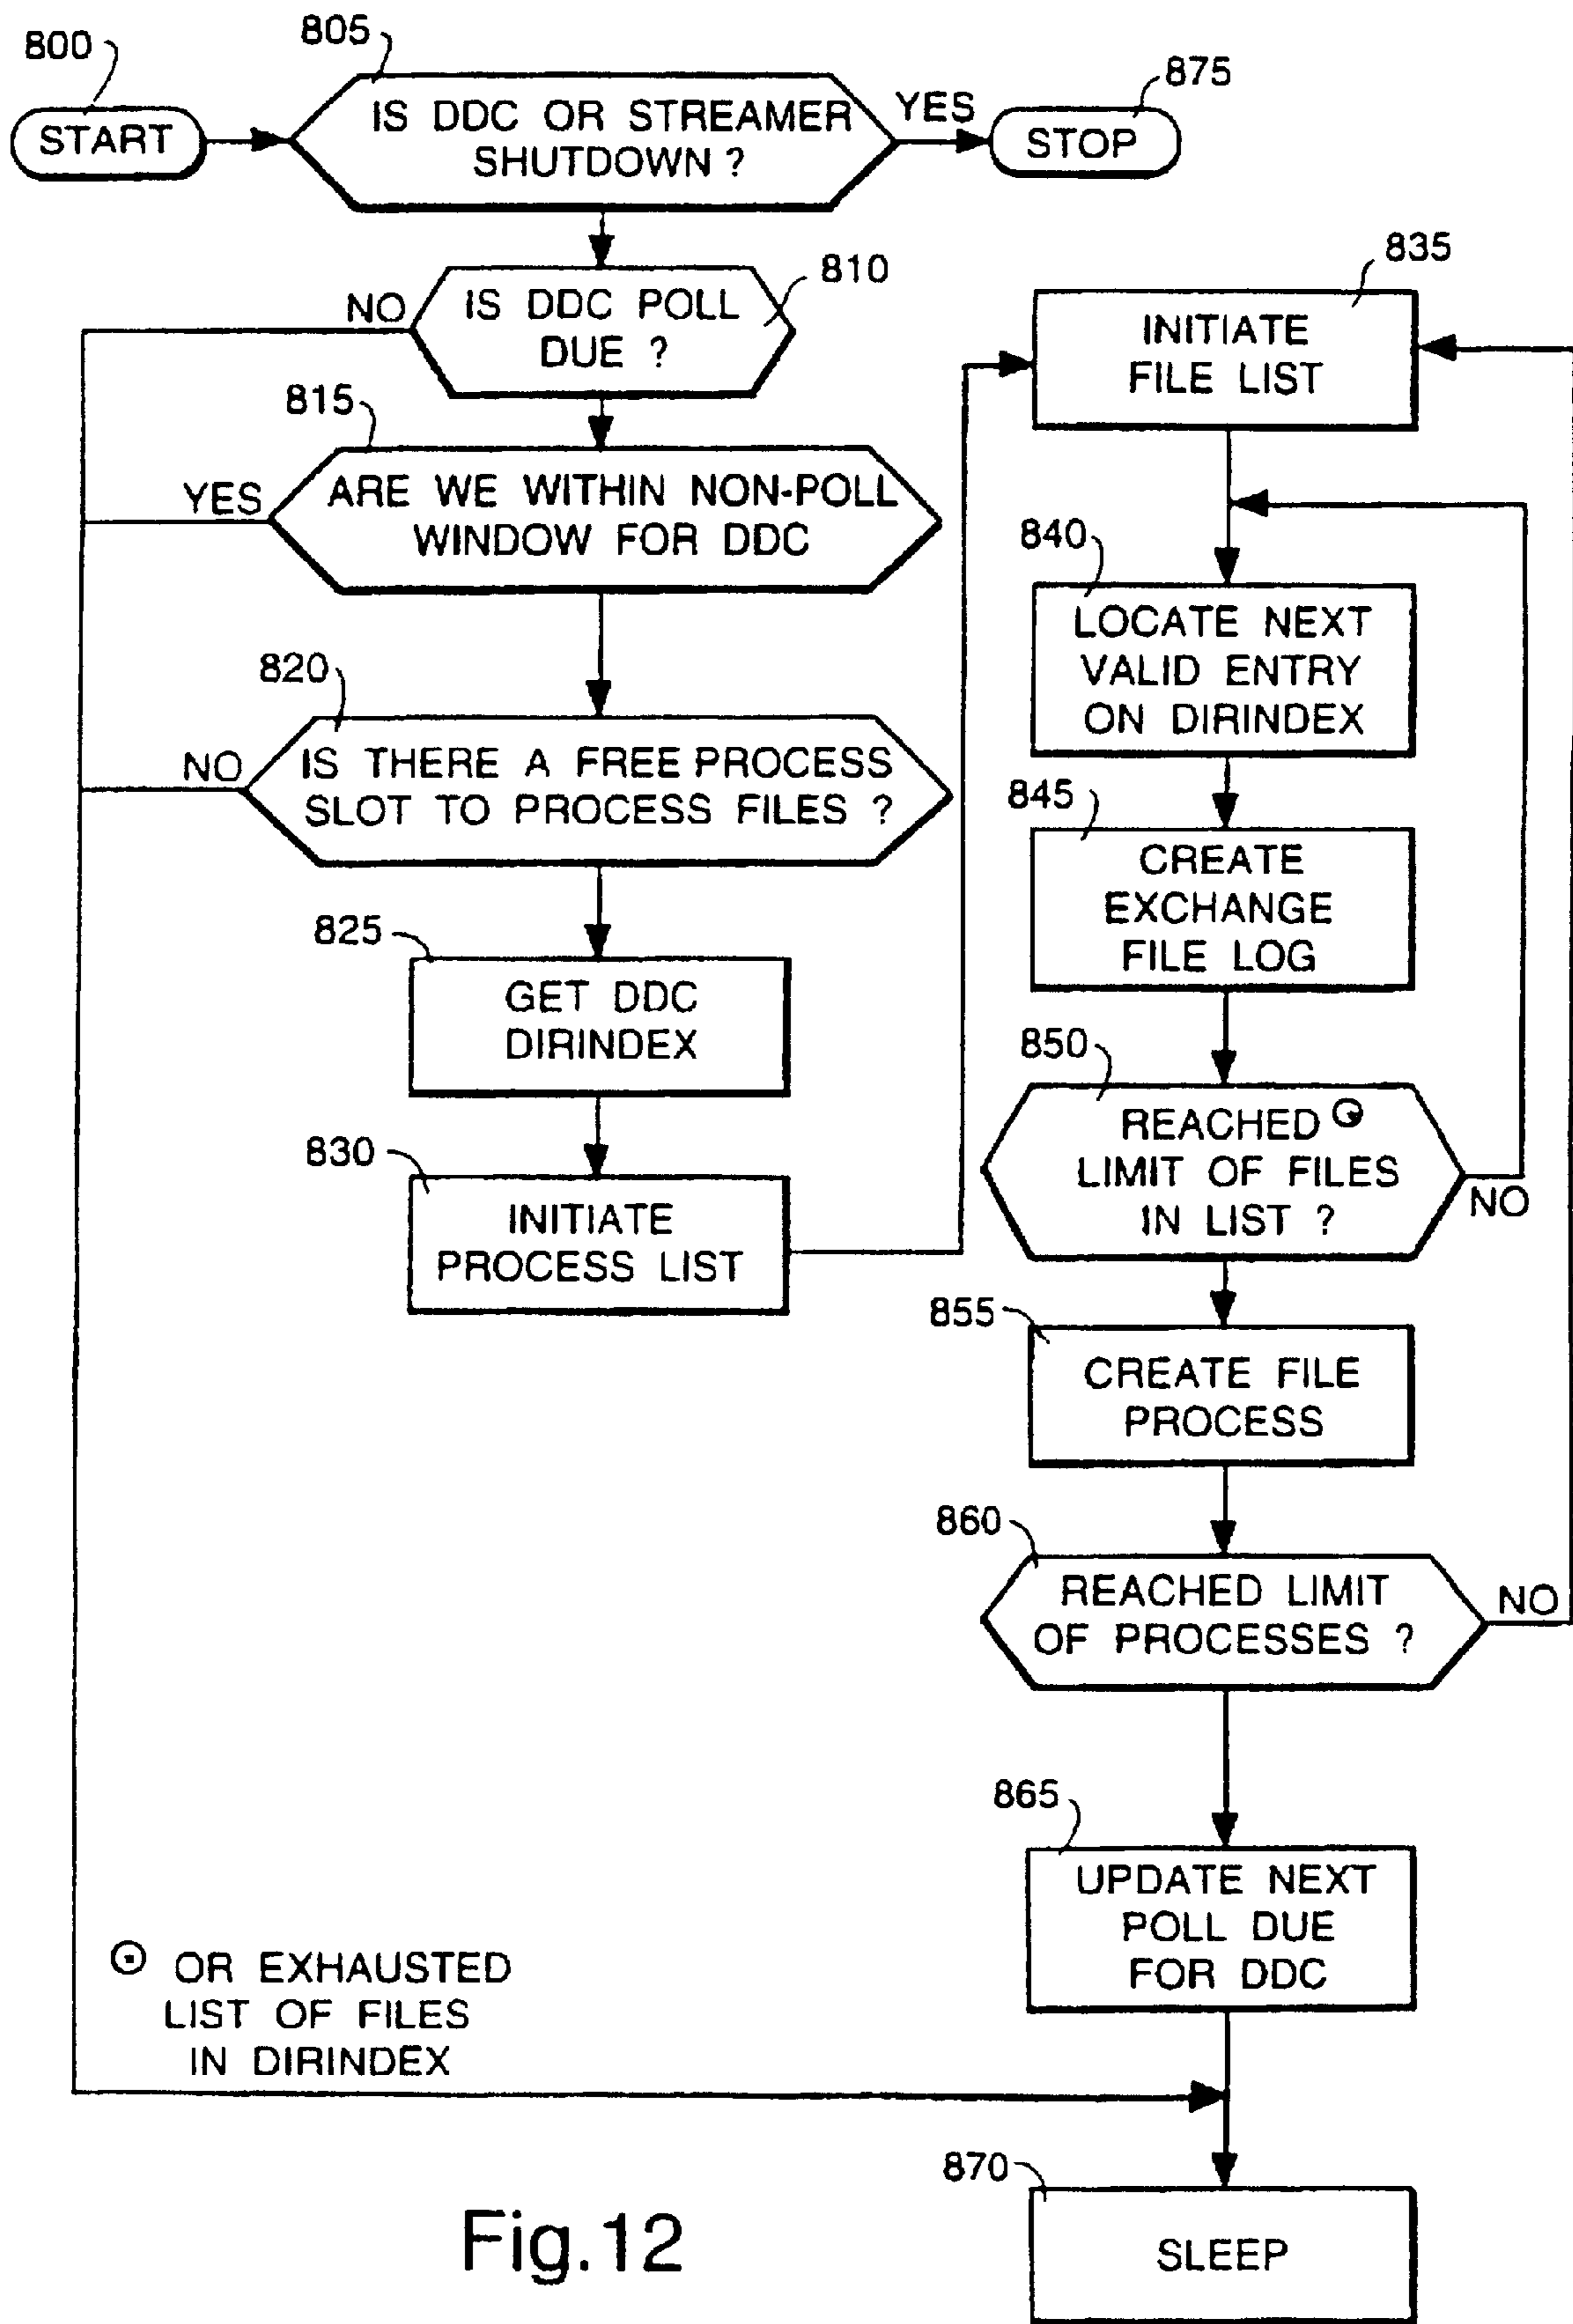 800
START
805
IS DDC OR STREAMER
SHUTDOWN ?
YES
875
STOP
810
NO
IS DDC POLL
DUE ?
815
YES
ARE WE WITHIN NON-POLL
WINDOW FOR DDC
820
NO
IS THERE A FREE PROCESS
SLOT TO PROCESS FILES ?
825
GET DDC
DIRINDEX
830
INITIATE
PROCESS LIST
835
INITIATE
FILE LIST
840
LOCATE NEXT
VALID ENTRY
ON DIRINDEX
845
CREATE
EXCHANGE
FILE LOG
850
REACHED ⊙
LIMIT OF FILES
IN LIST ?
NO
855
CREATE FILE
PROCESS
860
REACHED LIMIT
OF PROCESSES ?
NO
865
UPDATE NEXT
POLL DUE
FOR DDC
⊙ OR EXHAUSTED
LIST OF FILES
IN DIRINDEX
870
SLEEP
Fig.12